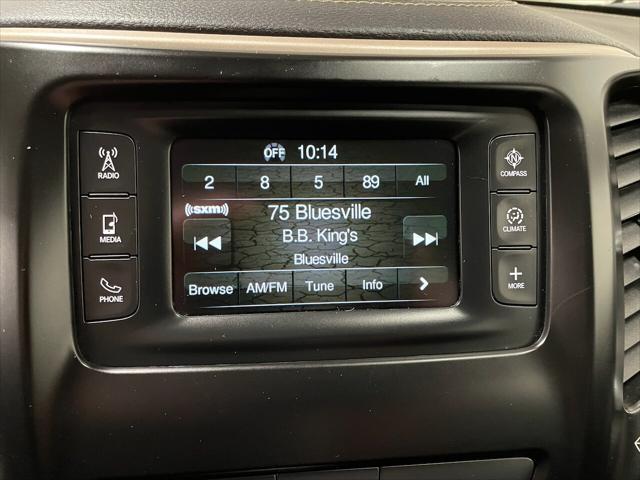 OFF 10:14
RADIO
MEDIA
PHONE
2 8 5 89 All
((sxm))
75 Bluesville
B.B. King's
Bluesville
Browse AM/FM Tune Info >
N
COMPASS
CLIMATE
+
MORE